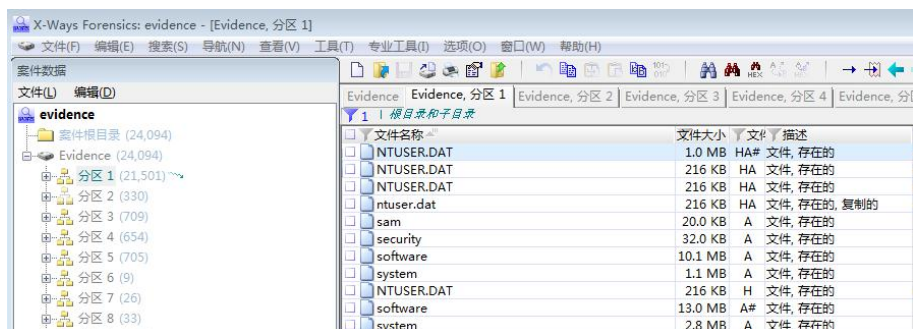 X-Ways Forensics: evidence - [Evidence, 分区 1]
文件(F) 编辑(E) 搜索(S) 导航(N) 查看(V) 工具(T) 专业工具(I) 选项(O) 窗口(W) 帮助(H)
案件数据
文件(L) 编辑(D)
evidence
案件根目录 (24,094)
Evidence (24,094)
分区 1 (21,501)
分区 2 (330)
分区 3 (709)
分区 4 (654)
分区 5 (705)
分区 6 (9)
分区 7 (26)
分区 8 (33)
Evidence Evidence, 分区 1 Evidence, 分区 2 Evidence, 分区 3 Evidence, 分区 4 Evidence, 分
1 根目录和子目录
文件名称 文件大小 文件 描述
NTUSER.DAT 1.0 MB HA# 文件, 存在的
NTUSER.DAT 216 KB HA 文件, 存在的
NTUSER.DAT 216 KB HA 文件, 存在的
ntuser.dat 216 KB HA 文件, 存在的, 复制的
sam 20.0 KB A 文件, 存在的
security 32.0 KB A 文件, 存在的
software 10.1 MB A 文件, 存在的
system 1.1 MB A 文件, 存在的
NTUSER.DAT 216 KB H 文件, 存在的
software 13.0 MB A# 文件, 存在的
system 2.8 MB A 文件, 存在的